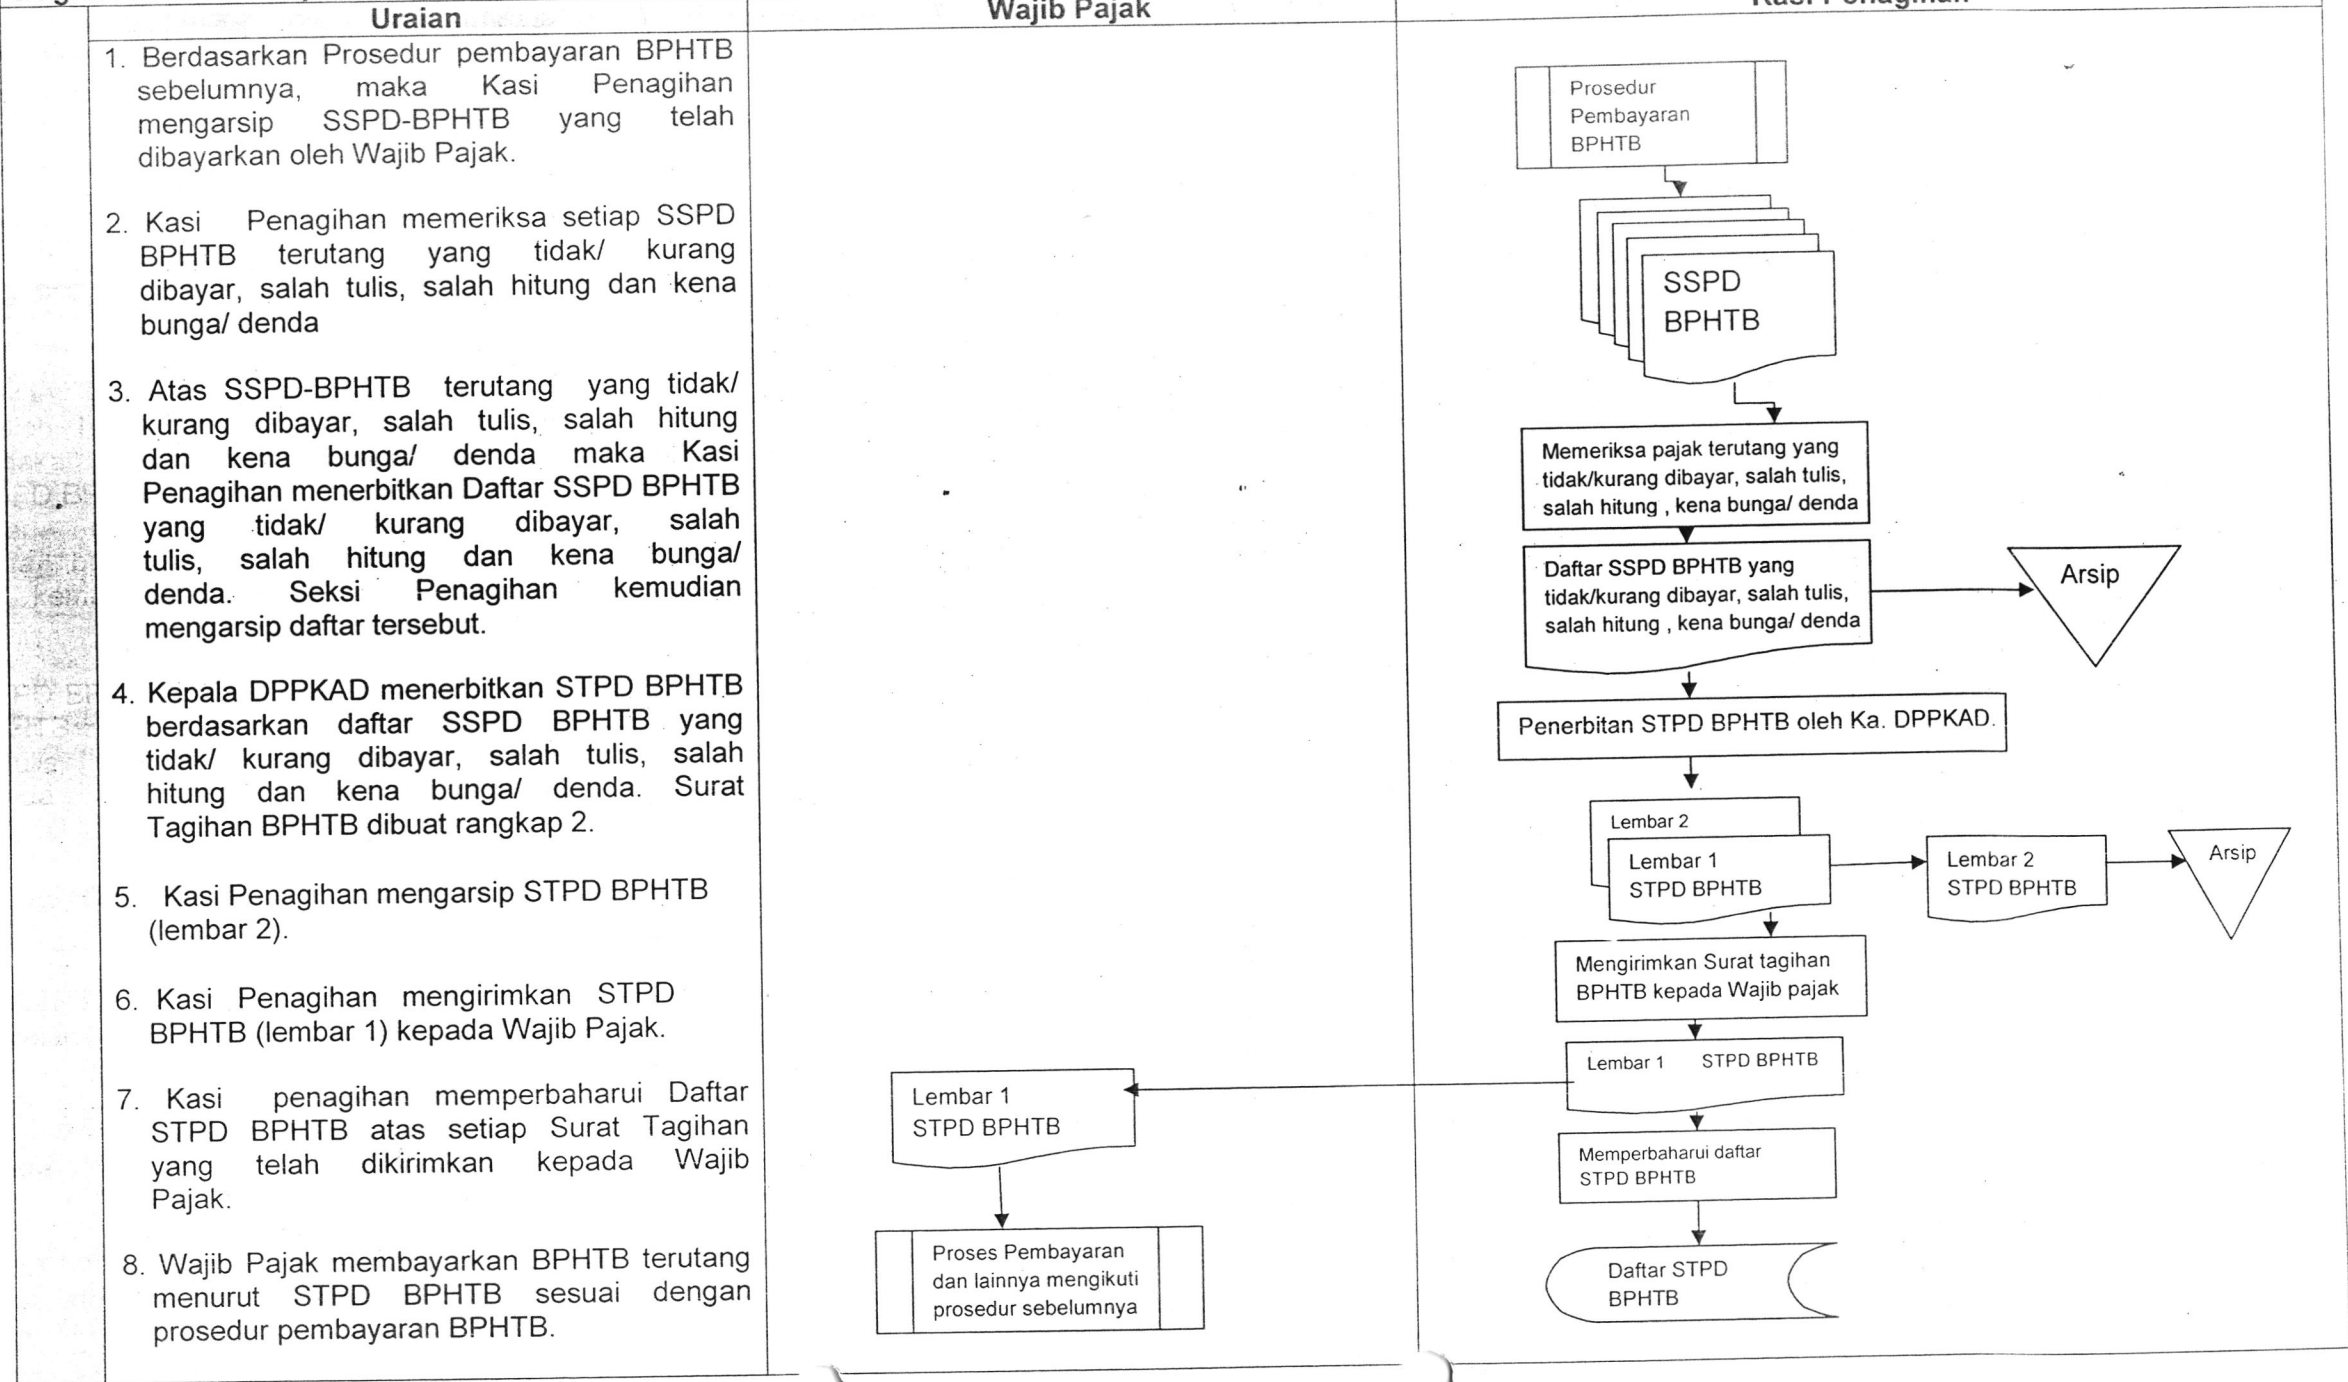 Uraian
Wajib Pajak
1. Berdasarkan Prosedur pembayaran BPHTB
sebelumnya, maka Kasi Penagihan
mengarsip SSPD-BPHTB yang telah
dibayarkan oleh Wajib Pajak.
2. Kasi Penagihan memeriksa setiap SSPD
BPHTB terutang yang tidak/ kurang
dibayar, salah tulis, salah hitung dan kena
bunga/ denda
3. Atas SSPD-BPHTB terutang yang tidak/
kurang dibayar, salah tulis, salah hitung
dan kena bunga/ denda maka Kasi
Penagihan menerbitkan Daftar SSPD BPHTB
yang tidak/ kurang dibayar, salah
tulis, salah hitung dan kena bunga/
denda. Seksi Penagihan kemudian
mengarsip daftar tersebut.
4. Kepala DPPKAD menerbitkan STPD BPHTB
berdasarkan daftar SSPD BPHTB yang
tidak/ kurang dibayar, salah tulis, salah
hitung dan kena bunga/ denda. Surat
Tagihan BPHTB dibuat rangkap 2.
5. Kasi Penagihan mengarsip STPD BPHTB
(lembar 2).
6. Kasi Penagihan mengirimkan STPD
BPHTB (lembar 1) kepada Wajib Pajak.
7. Kasi penagihan memperbaharui Daftar
STPD BPHTB atas setiap Surat Tagihan
yang telah dikirimkan kepada Wajib
Pajak.
8. Wajib Pajak membayarkan BPHTB terutang
menurut STPD BPHTB sesuai dengan
prosedur pembayaran BPHTB.
Lembar 1
STPD BPHTB
Proses Pembayaran
dan lainnya mengikuti
prosedur sebelumnya
Prosedur
Pembayaran
BPHTB
SSPD
BPHTB
Memeriksa pajak terutang yang
tidak/kurang dibayar, salah tulis,
salah hitung , kena bunga/ denda
Daftar SSPD BPHTB yang
tidak/kurang dibayar, salah tulis,
salah hitung , kena bunga/ denda
Arsip
Penerbitan STPD BPHTB oleh Ka. DPPKAD.
Lembar 2
Lembar 1
STPD BPHTB
Lembar 2
STPD BPHTB
Arsip
Mengirimkan Surat tagihan
BPHTB kepada Wajib pajak
Lembar 1 STPD BPHTB
Memperbaharui daftar
STPD BPHTB
Daftar STPD
BPHTB